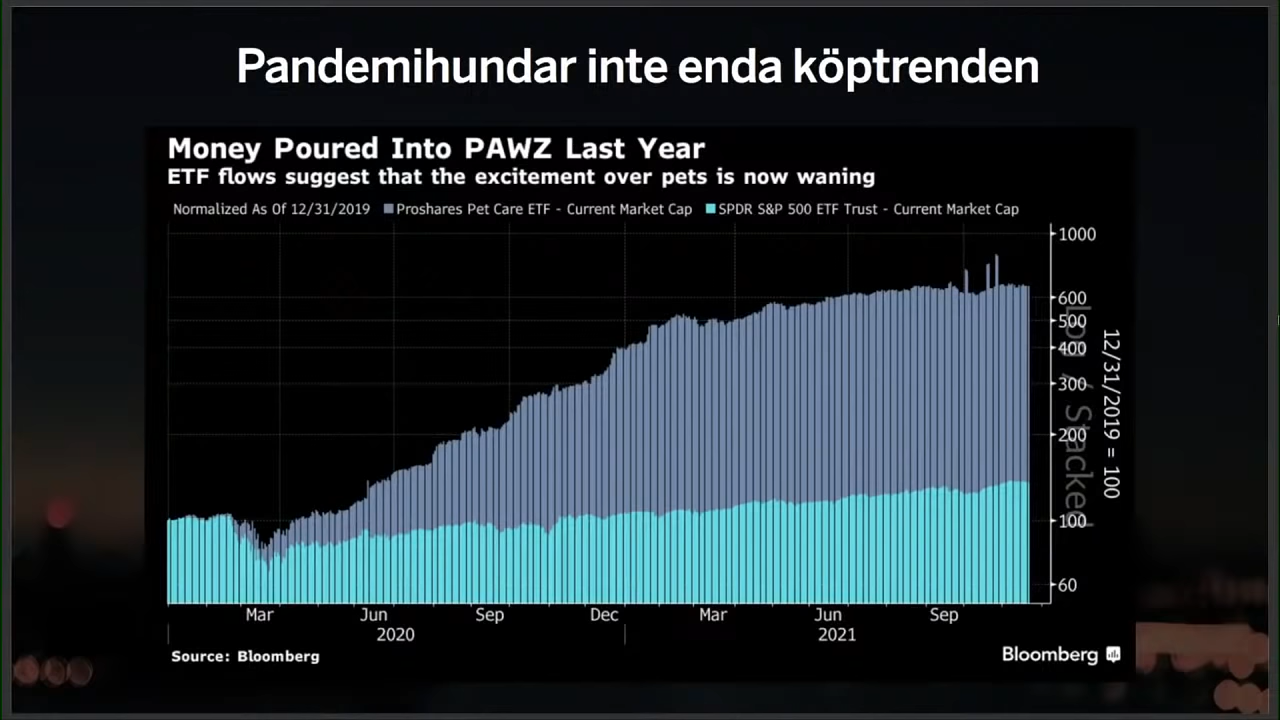 Pandemihundar inte enda köptrenden
Money Poured Into PAWZ Last Year
ETF flows suggest that the excitement over pets is now waning
Normalized As Of 12/31/2019 Proshares Pet Care ETF - Current Market Cap SPDR S&P 500 ETF Trust - Current Market Cap
1000
600
500
400
300
200
100
60
Log / Stacked
12/31/2019 = 100
Mar Jun Sep Dec Mar Jun Sep
2020 2021
Source: Bloomberg
Bloomberg